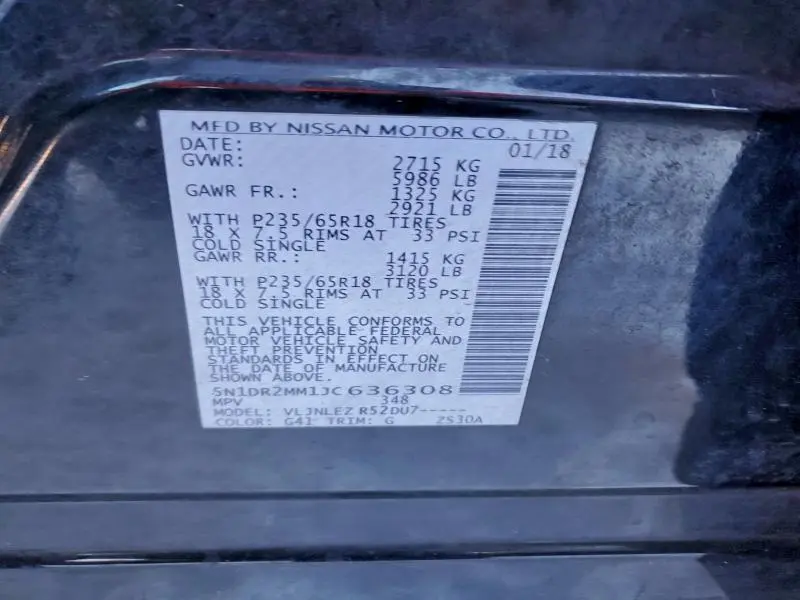 MFD BY NISSAN MOTOR CO., LTD.
DATE: 01/18
GVWR: 2715 KG
5986 LB
GAWR FR.: 1325 KG
2921 LB
WITH P235/65R18 TIRES
18 X 7.5 RIMS AT 33 PSI
COLD SINGLE
GAWR RR.: 1415 KG
3120 LB
WITH P235/65R18 TIRES
18 X 7.5 RIMS AT 33 PSI
COLD SINGLE
THIS VEHICLE CONFORMS TO
ALL APPLICABLE FEDERAL
MOTOR VEHICLE SAFETY AND
THEFT PREVENTION
STANDARDS IN EFFECT ON
THE DATE OF MANUFACTURE
SHOWN ABOVE.
5N1DR2MM1JC636308
MPV 348
MODEL: VLJNLEZ R52DU7-----
COLOR: G41 TRIM: G ZS30A